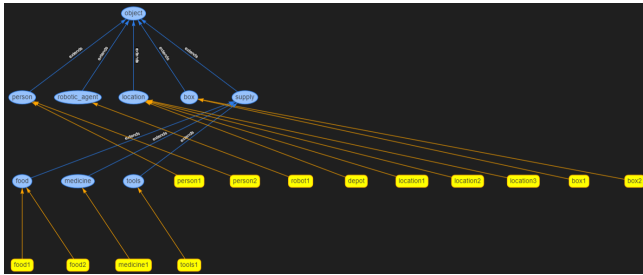 object
extends extends extends extends extends
person robotic_agent location box supply
extends extends extends
food medicine tools person1 person2 robot1 depot location1 location2 location3 box1 box2
food1 food2 medicine1 tools1